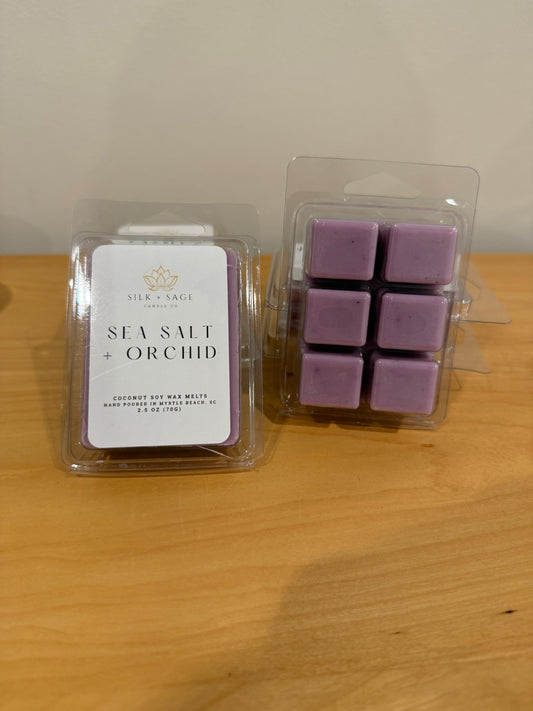 SILK + SAGE
CANDLE CO
SEA SALT
+ ORCHID
COCONUT SOY WAX MELTS
HAND POURED IN MYRTLE BEACH, SC
2.5 OZ (70G)